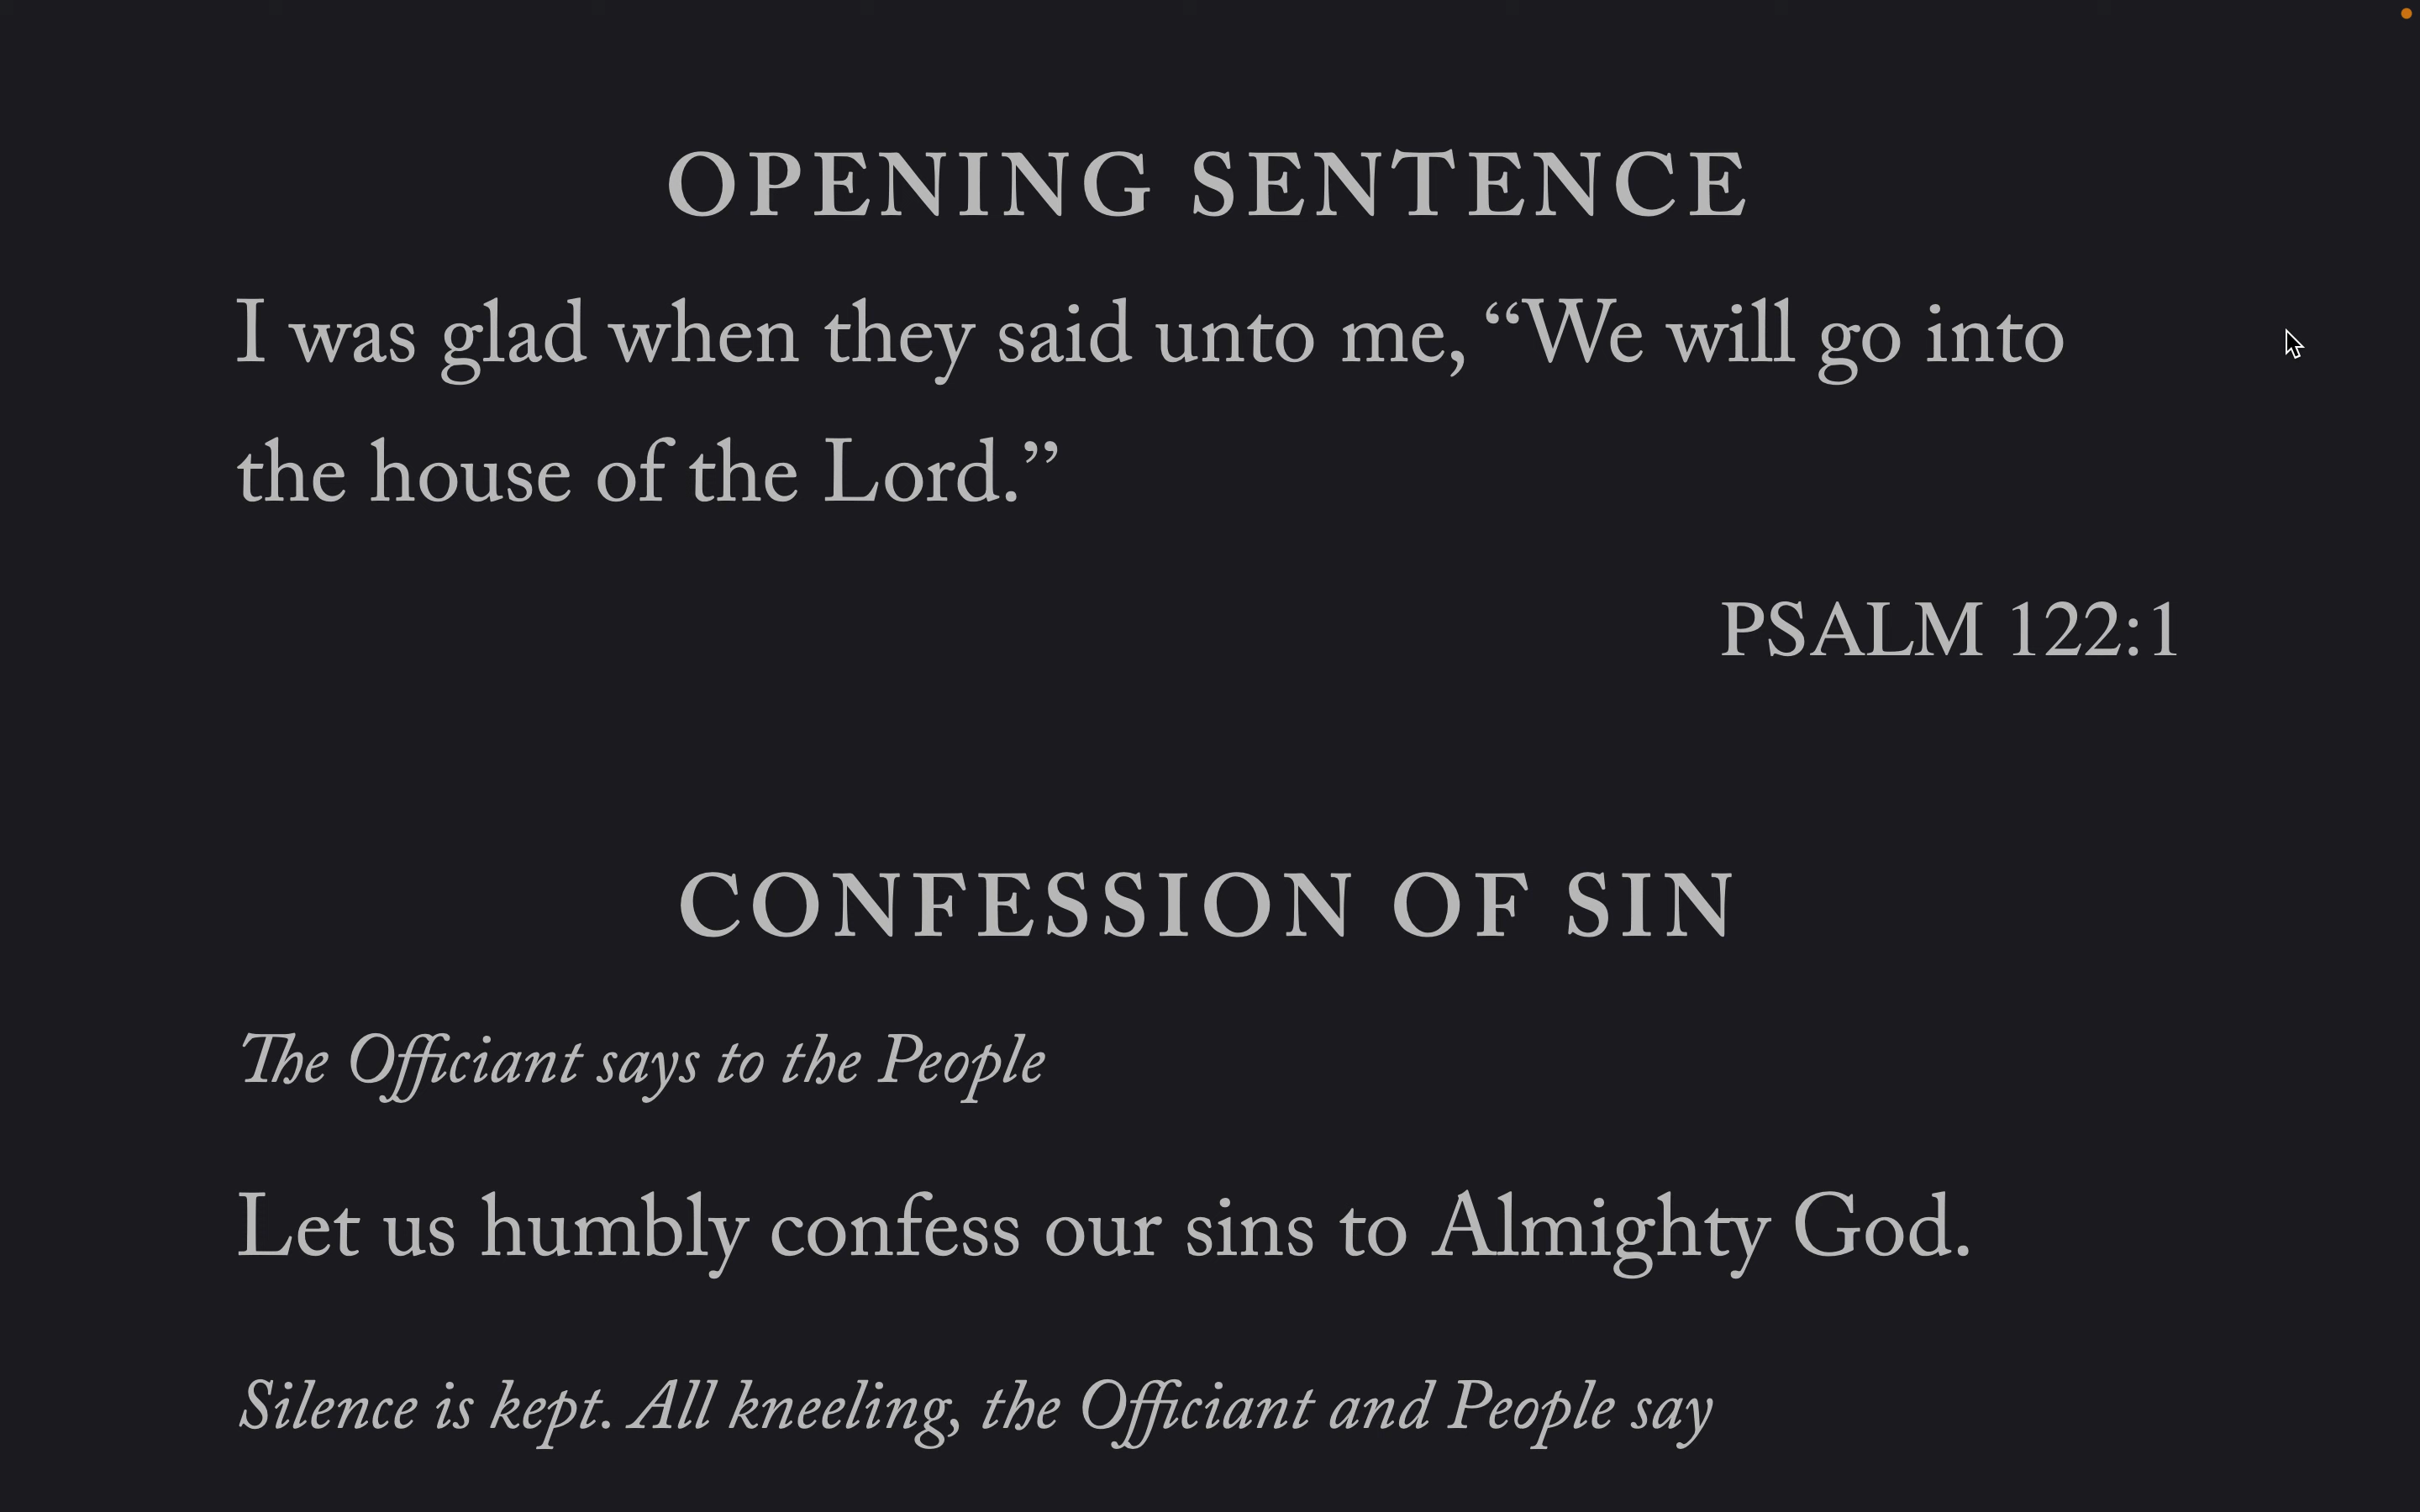 OPENING SENTENCE
I was glad when they said unto me, “We will go into
the house of the Lord.”
PSALM 122:1
CONFESSION OF SIN
The Officiant says to the People
Let us humbly confess our sins to Almighty God.
Silence is kept. All kneeling, the Officiant and People say